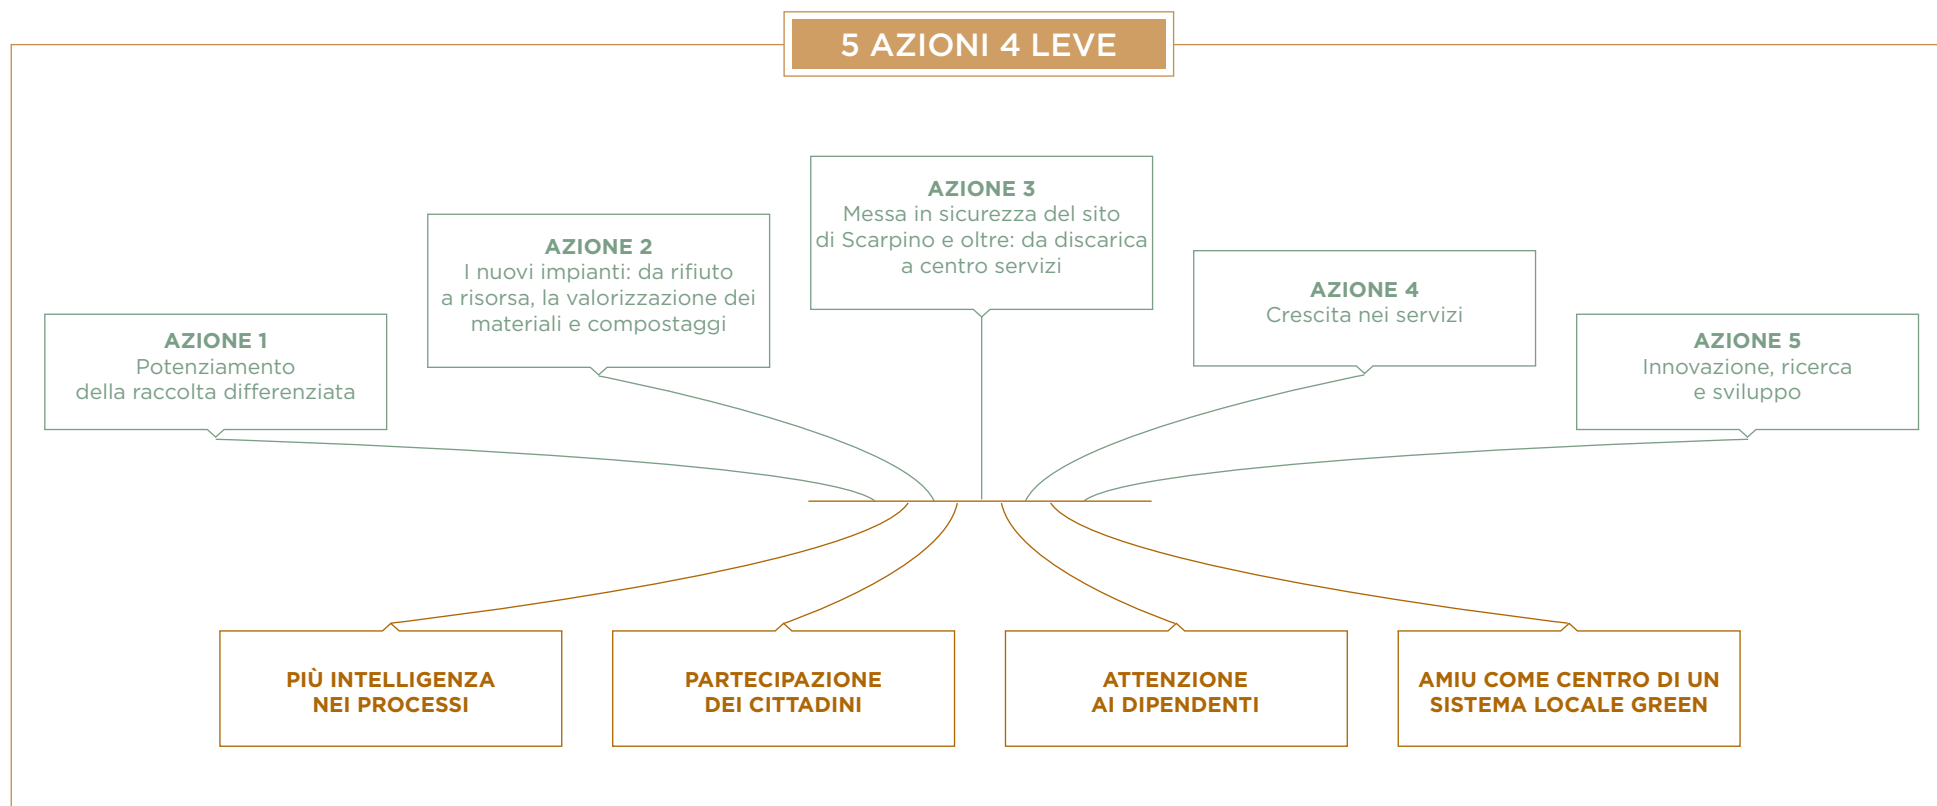 5 AZIONI 4 LEVE
AZIONE 1
Potenziamento
della raccolta differenziata
AZIONE 2
I nuovi impianti: da rifiuto
a risorsa, la valorizzazione dei
materiali e compostaggi
AZIONE 3
Messa in sicurezza del sito
di Scarpino e oltre: da discarica
a centro servizi
AZIONE 4
Crescita nei servizi
AZIONE 5
Innovazione, ricerca
e sviluppo
PIÙ INTELLIGENZA
NEI PROCESSI
PARTECIPAZIONE
DEI CITTADINI
ATTENZIONE
AI DIPENDENTI
AMIU COME CENTRO DI UN
SISTEMA LOCALE GREEN